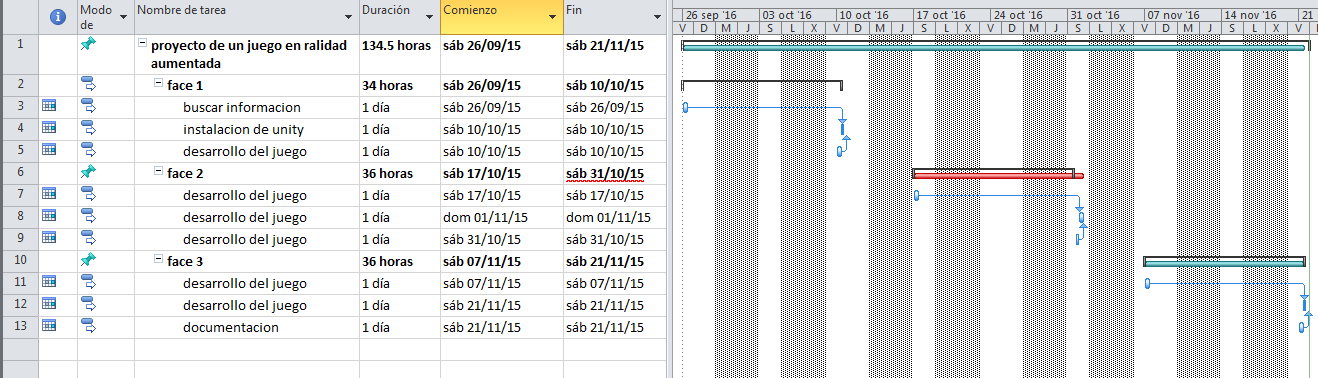 Modo de Nombre de tarea Duración Comienzo Fin
26 sep '16 03 oct '16 10 oct '16 17 oct '16 24 oct '16 31 oct '16 07 nov '16 14 nov '16 21
V D M J S L X V D M J S L X V D M J S L X V D M J S L X V
1 proyecto de un juego en ralidad aumentada 134.5 horas sáb 26/09/15 sáb 21/11/15
2 face 1 34 horas sáb 26/09/15 sáb 10/10/15
3 buscar informacion 1 día sáb 26/09/15 sáb 26/09/15
4 instalacion de unity 1 día sáb 10/10/15 sáb 10/10/15
5 desarrollo del juego 1 día sáb 10/10/15 sáb 10/10/15
6 face 2 36 horas sáb 17/10/15 sáb 31/10/15
7 desarrollo del juego 1 día sáb 17/10/15 sáb 17/10/15
8 desarrollo del juego 1 día dom 01/11/15 dom 01/11/15
9 desarrollo del juego 1 día sáb 31/10/15 sáb 31/10/15
10 face 3 36 horas sáb 07/11/15 sáb 21/11/15
11 desarrollo del juego 1 día sáb 07/11/15 sáb 07/11/15
12 desarrollo del juego 1 día sáb 21/11/15 sáb 21/11/15
13 documentacion 1 día sáb 21/11/15 sáb 21/11/15